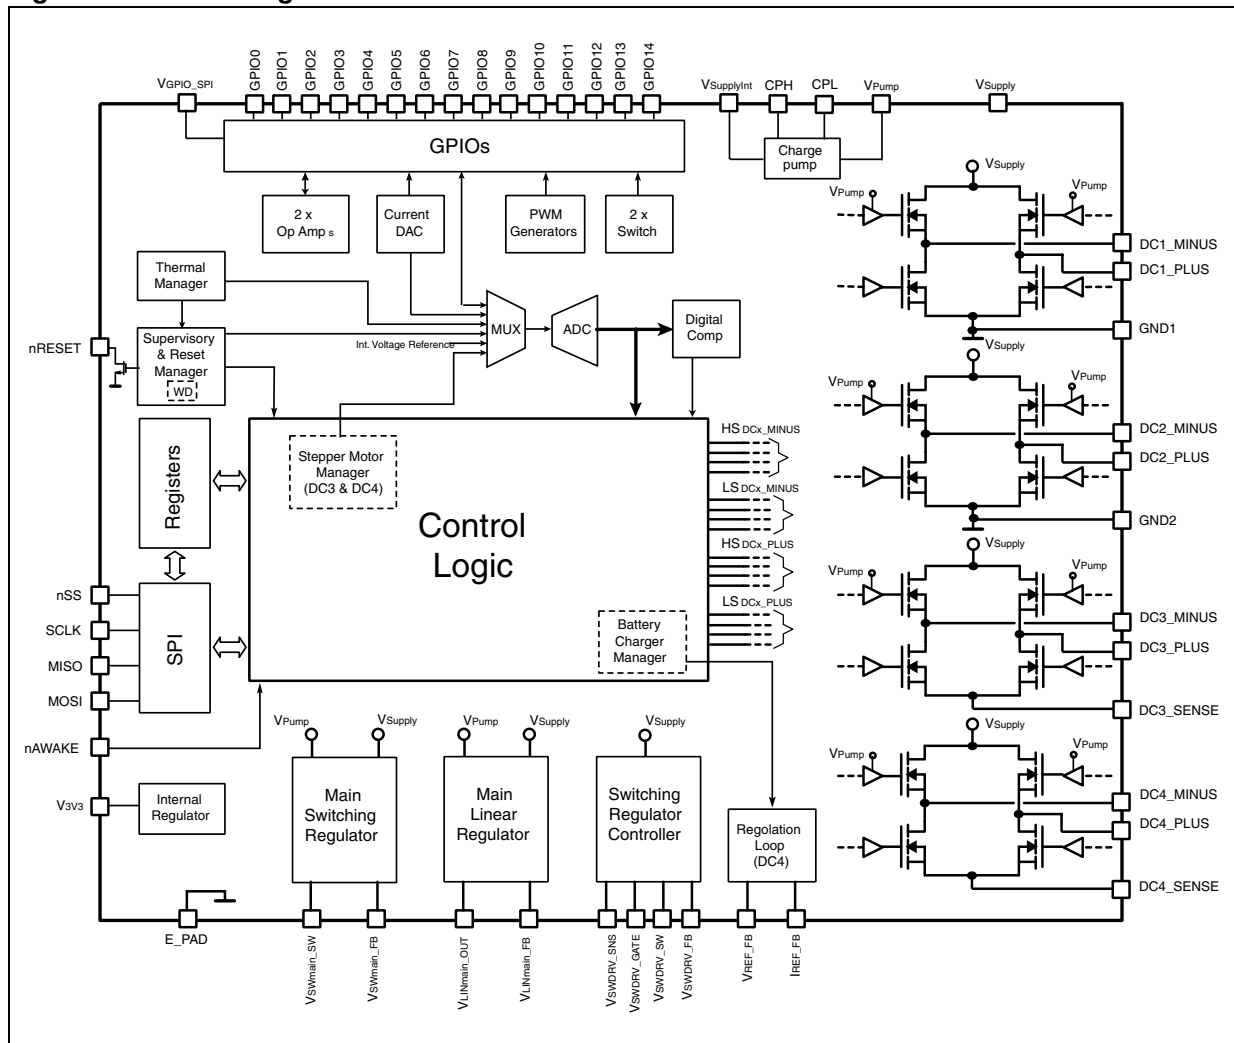 GPIO0
GPIO1
GPIO2
GPIO3
GPIO4
GPIO5
GPIO6
GPIO7
GPIO8
GPIO9
GPIO10
GPIO11
GPIO12
GPIO13
GPIO14
VGPIO_SPI
VSupplyInt
CPH
CPL
VPump
VSupply
GPIOs
Charge
pump
2 x
Op Amp s
Current
DAC
PWM
Generators
2 x
Switch
VSupply
VPump
VPump
DC1_MINUS
DC1_PLUS
GND1
Thermal
Manager
Supervisory
& Reset
Manager
WD
nRESET
Int. Voltage Reference
MUX
ADC
Digital
Comp
VSupply
VPump
VPump
DC2_MINUS
DC2_PLUS
GND2
Registers
Stepper Motor
Manager
(DC3 & DC4)
Control
Logic
HS DCx_MINUS
LS DCx_MINUS
HS DCx_PLUS
LS DCx_PLUS
Battery
Charger
Manager
VSupply
VPump
VPump
DC3_MINUS
DC3_PLUS
DC3_SENSE
nSS
SCLK
MISO
MOSI
SPI
nAWAKE
V3V3
Internal
Regulator
VPump
VSupply
Main
Switching
Regulator
VPump
VSupply
Main
Linear
Regulator
VSupply
Switching
Regulator
Controller
Regolation
Loop
(DC4)
VSupply
VPump
VPump
DC4_MINUS
DC4_PLUS
DC4_SENSE
E_PAD
VSWmain_SW
VSWmain_FB
VLINmain_OUT
VLINmain_FB
VSWDRV_SNS
VSWDRV_GATE
VSWDRV_SW
VSWDRV_FB
VREF_FB
IREF_FB